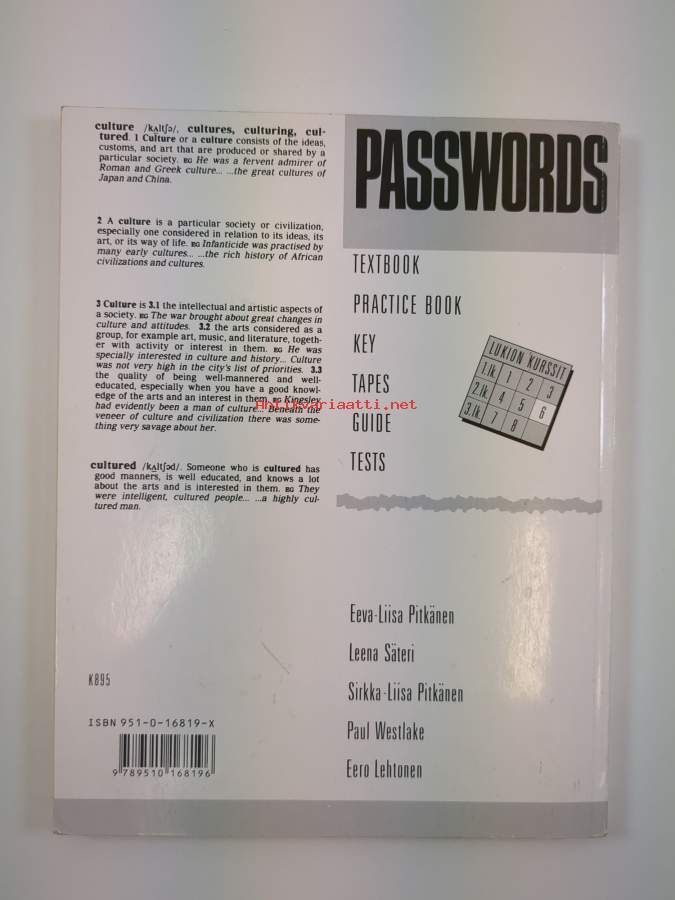 culture /kʌltʃə/, cultures, culturing, cul-
tured. 1 Culture or a culture consists of the ideas,
customs, and art that are produced or shared by a
particular society. EG He was a fervent admirer of
Roman and Greek culture... ...the great cultures of
Japan and China.
2 A culture is a particular society or civilization,
especially one considered in relation to its ideas, its
art, or its way of life. EG Infanticide was practised by
many early cultures... ...the rich history of African
civilizations and cultures.
3 Culture is 3.1 the intellectual and artistic aspects of
a society. EG The war brought about great changes in
culture and attitudes. 3.2 the arts considered as a
group, for example art, music, and literature, togeth-
er with activity or interest in them. EG He was
specially interested in culture and history... Culture
was not very high in the city's list of priorities. 3.3
the quality of being well-mannered and well-
educated, especially when you have a good knowl-
edge of the arts and an interest in them. EG Kingsley
had evidently been a man of culture... Beneath the
veneer of culture and civilization there was some-
thing very savage about her.
cultured /kʌltʃəd/. Someone who is cultured has
good manners, is well educated, and knows a lot
about the arts and is interested in them. EG They
were intelligent, cultured people... ...a highly cul-
tured man.
K895
ISBN 951-0-16819-X
9 789510 168196
PASSWORDS
TEXTBOOK
PRACTICE BOOK
KEY
TAPES
GUIDE
TESTS
LUKION KURSSIT
1.lk. 1 2 3
2.lk. 4 5 6
3.lk. 7 8
Eeva-Liisa Pitkänen
Leena Säteri
Sirkka-Liisa Pitkänen
Paul Westlake
Eero Lehtonen
Antikvariaatti.net